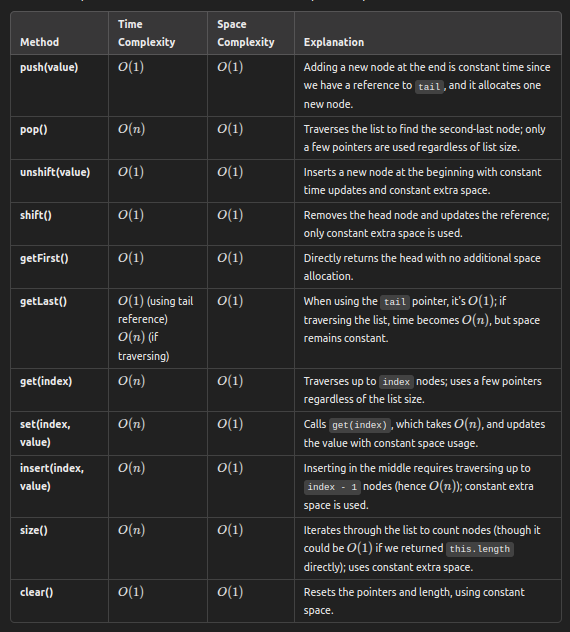 Method
Time
Complexity
Space
Complexity
Explanation
push(value)
O(1)
O(1)
Adding a new node at the end is constant time since
we have a reference to tail, and it allocates one
new node.
pop()
O(n)
O(1)
Traverses the list to find the second-last node; only
a few pointers are used regardless of list size.
unshift(value)
O(1)
O(1)
Inserts a new node at the beginning with constant
time updates and constant extra space.
shift()
O(1)
O(1)
Removes the head node and updates the reference;
only constant extra space is used.
getFirst()
O(1)
O(1)
Directly returns the head with no additional space
allocation.
getLast()
O(1) (using tail
reference)
O(n) (if
traversing)
O(1)
When using the tail pointer, it's O(1); if
traversing the list, time becomes O(n), but space
remains constant.
get(index)
O(n)
O(1)
Traverses up to index nodes; uses a few pointers
regardless of the list size.
set(index,
value)
O(n)
O(1)
Calls get(index), which takes O(n), and updates
the value with constant space usage.
insert(index,
value)
O(n)
O(1)
Inserting in the middle requires traversing up to
index - 1 nodes (hence O(n)); constant extra
space is used.
size()
O(n)
O(1)
Iterates through the list to count nodes (though it
could be O(1) if we returned this.length
directly); uses constant extra space.
clear()
O(1)
O(1)
Resets the pointers and length, using constant
space.